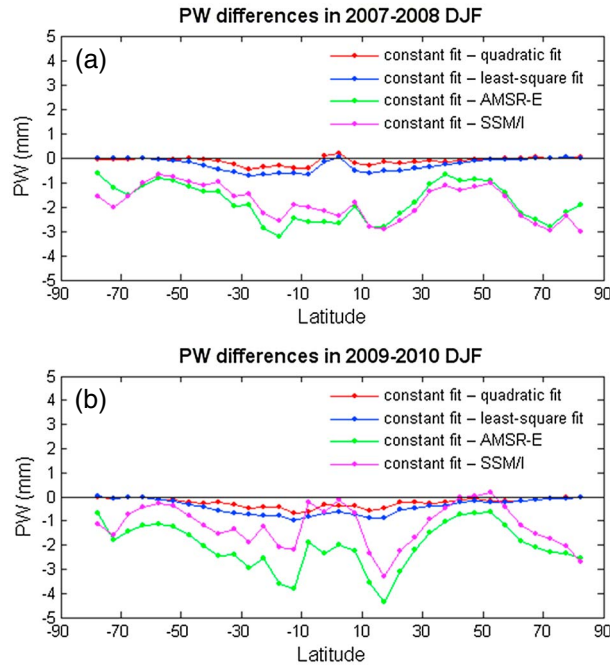 PW differences in 2007-2008 DJF
(a)
constant fit – quadratic fit
constant fit – least-square fit
constant fit – AMSR-E
constant fit – SSM/I
5
4
3
2
1
0
-1
-2
-3
-4
-5
PW (mm)
-90 -70 -50 -30 -10 10 30 50 70 90
Latitude
PW differences in 2009-2010 DJF
(b)
constant fit – quadratic fit
constant fit – least-square fit
constant fit – AMSR-E
constant fit – SSM/I
5
4
3
2
1
0
-1
-2
-3
-4
-5
PW (mm)
-90 -70 -50 -30 -10 10 30 50 70 90
Latitude